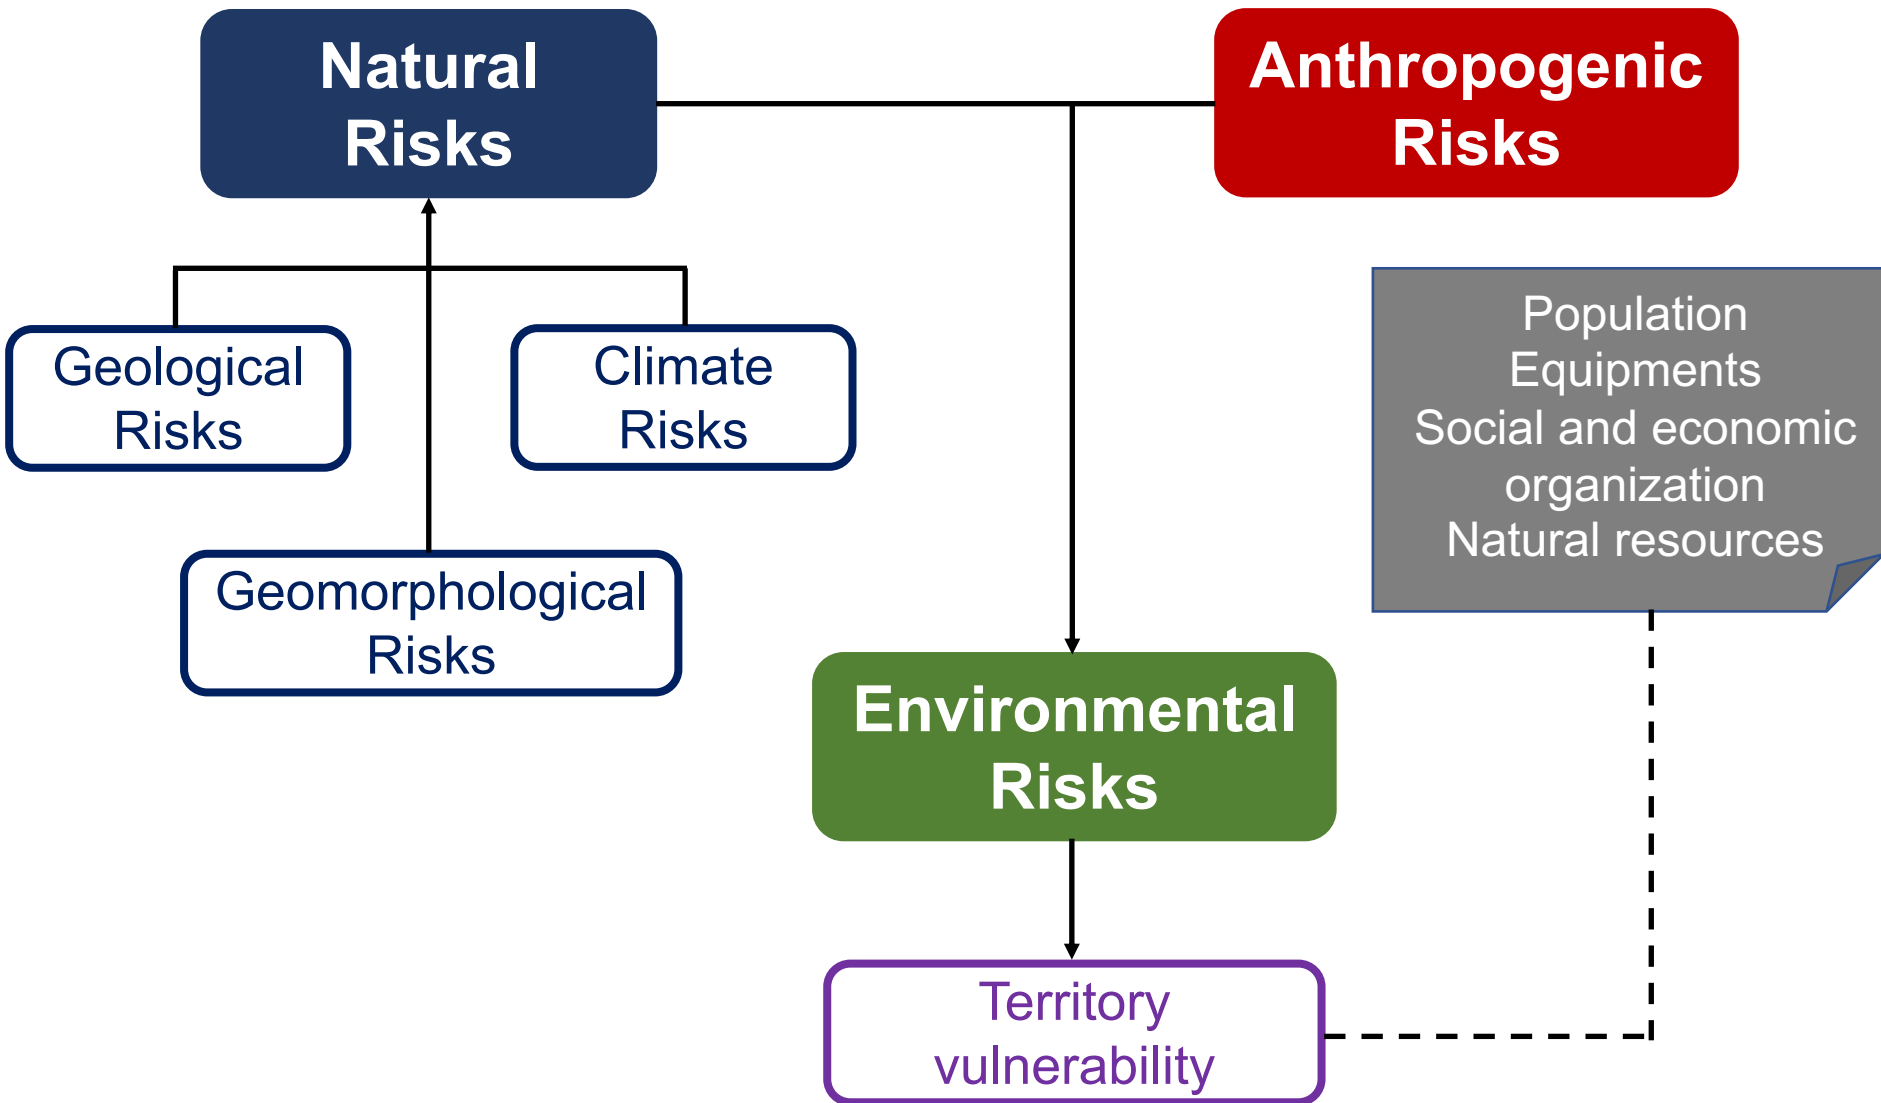 Natural
Risks
Anthropogenic
Risks
Geological
Risks
Climate
Risks
Geomorphological
Risks
Population
Equipments
Social and economic
organization
Natural resources
Environmental
Risks
Territory
vulnerability